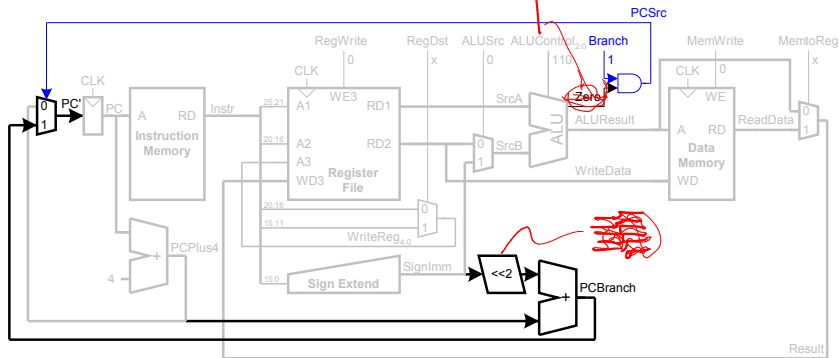 PCSrc
RegWrite RegDst ALUSrc ALUControl2:0 Branch MemWrite MemtoReg
0 x 0 110 1 0 x
CLK CLK CLK
0 1 PC' PC
A RD Instr
Instruction Memory
25:21 A1 WE3 RD1 SrcA Zero
20:16 A2 RD2 0 1 SrcB ALU ALUResult
A3
WD3 Register File
WE
A RD ReadData 0 1
Data Memory
WriteData WD
20:16 0
15:11 1
WriteReg4:0
PCPlus4
4 +
15:0 Sign Extend SignImm
<<2
+ PCBranch
Result